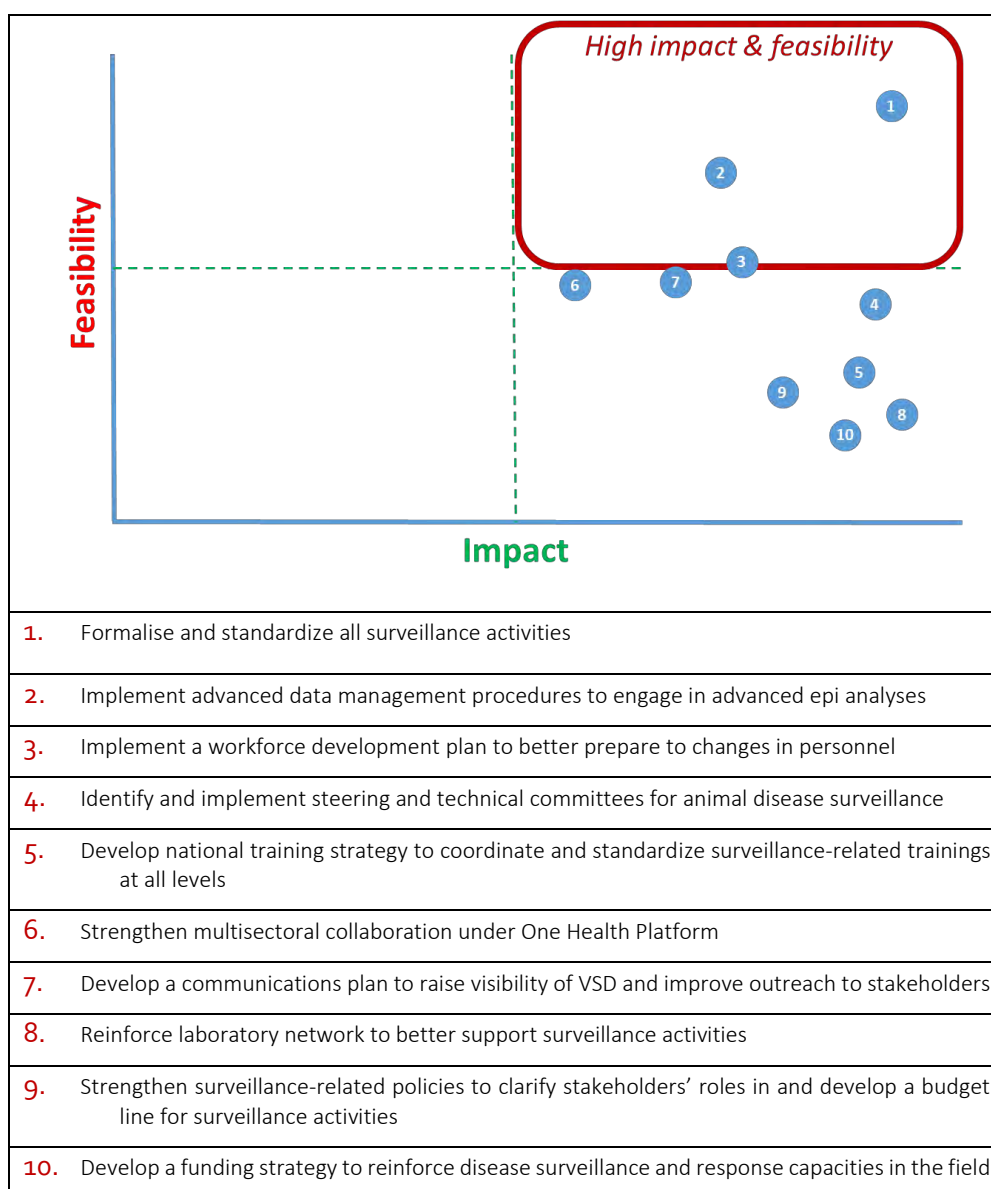 High impact & feasibility
1
2
3
Feasibility
6
7
4
5
9
8
10
Impact
1. Formalise and standardize all surveillance activities
2. Implement advanced data management procedures to engage in advanced epi analyses
3. Implement a workforce development plan to better prepare to changes in personnel
4. Identify and implement steering and technical committees for animal disease surveillance
5. Develop national training strategy to coordinate and standardize surveillance-related trainings
at all levels
6. Strengthen multisectoral collaboration under One Health Platform
7. Develop a communications plan to raise visibility of VSD and improve outreach to stakeholders
8. Reinforce laboratory network to better support surveillance activities
9. Strengthen surveillance-related policies to clarify stakeholders’ roles in and develop a budget
line for surveillance activities
10. Develop a funding strategy to reinforce disease surveillance and response capacities in the field